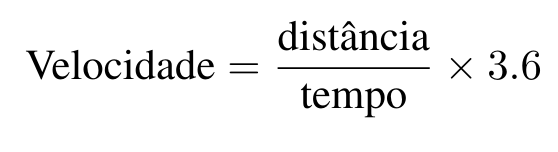 Velocidade = distância / tempo × 3.6